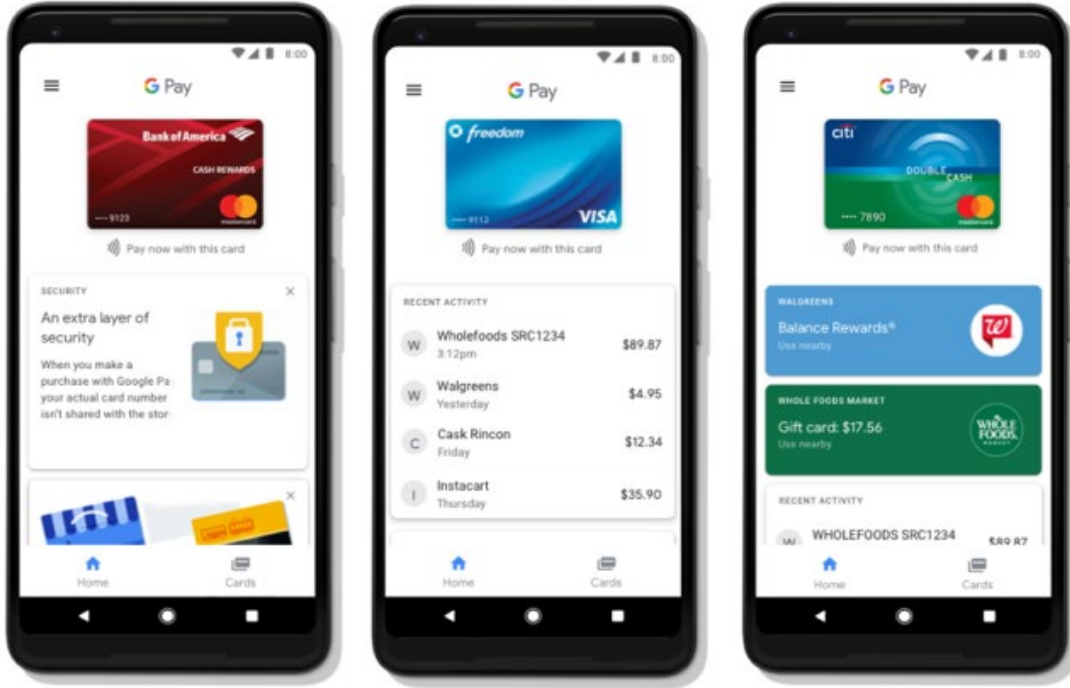 8:00
G Pay
Bank of America
CASH REWARDS
•••• 9123
mastercard
Pay now with this card
SECURITY
An extra layer of
security
When you make a
purchase with Google Pa
your actual card number
isn't shared with the stor
Home
Cards
8:00
G Pay
freedom
•••• 9112
VISA
Pay now with this card
RECENT ACTIVITY
W
Wholefoods SRC1234
$89.87
3:12pm
W
Walgreens
$4.95
Yesterday
C
Cask Rincon
$12.34
Friday
I
Instacart
$35.90
Thursday
Home
Cards
8:00
G Pay
citi
DOUBLE
CASH
•••• 7890
mastercard
Pay now with this card
WALGREENS
Balance Rewards®
Use nearby
W
WHOLE FOODS MARKET
Gift card: $17.56
Use nearby
WHOLE
FOODS
MARKET
RECENT ACTIVITY
W
WHOLEFOODS SRC1234
$89.87
Home
Cards